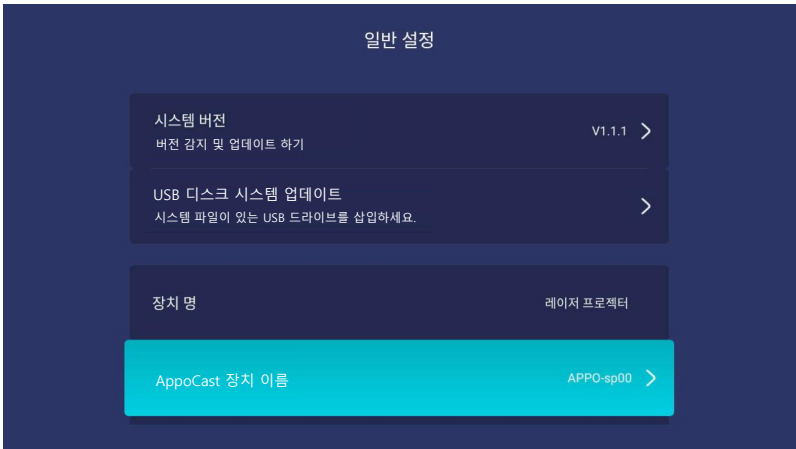 일반 설정
시스템 버전
버전 감지 및 업데이트 하기
V1.1.1
USB 디스크 시스템 업데이트
시스템 파일이 있는 USB 드라이브를 삽입하세요.
장치 명
레이저 프로젝터
AppoCast 장치 이름
APPO-sp00